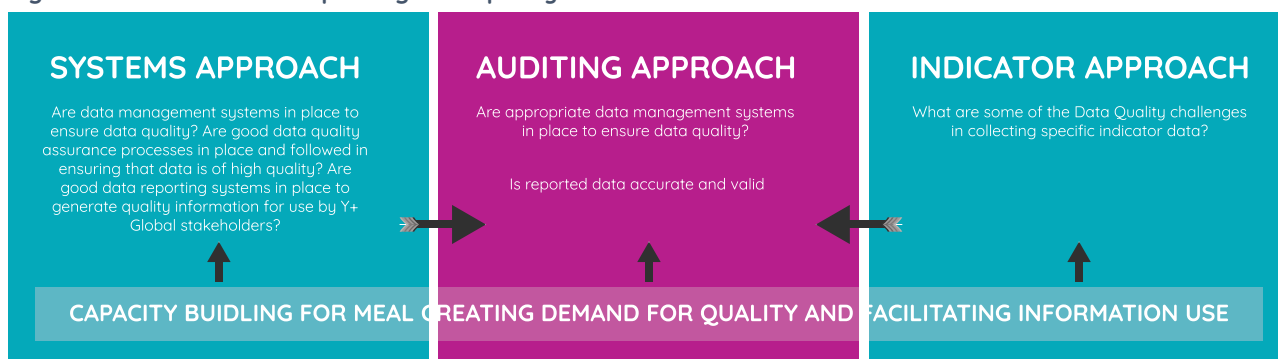 SYSTEMS APPROACH
Are data management systems in place to
ensure data quality? Are good data quality
assurance processes in place and followed in
ensuring that data is of high quality? Are
good data reporting systems in place to
generate quality information for use by Y+
Global stakeholders?
AUDITING APPROACH
Are appropriate data management systems
in place to ensure data quality?
Is reported data accurate and valid
INDICATOR APPROACH
What are some of the Data Quality challenges
in collecting specific indicator data?
CAPACITY BUIDLING FOR MEAL CREATING DEMAND FOR QUALITY AND FACILITATING INFORMATION USE